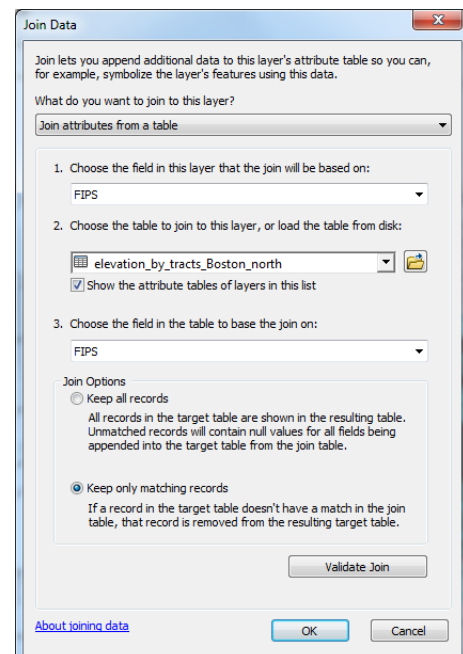 Join Data
Join lets you append additional data to this layer's attribute table so you can,
for example, symbolize the layer's features using this data.
What do you want to join to this layer?
Join attributes from a table
1. Choose the field in this layer that the join will be based on:
FIPS
2. Choose the table to join to this layer, or load the table from disk:
elevation_by_tracts_Boston_north
Show the attribute tables of layers in this list
3. Choose the field in the table to base the join on:
FIPS
Join Options
Keep all records
All records in the target table are shown in the resulting table.
Unmatched records will contain null values for all fields being
appended into the target table from the join table.
Keep only matching records
If a record in the target table doesn't have a match in the join
table, that record is removed from the resulting target table.
Validate Join
About joining data
OK
Cancel